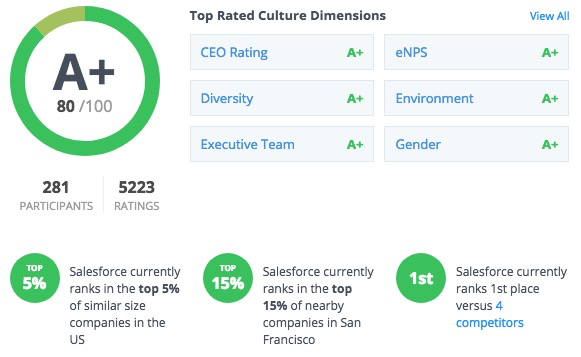 A+
80 /100
281
PARTICIPANTS
5223
RATINGS
Top Rated Culture Dimensions
View All
CEO Rating A+
eNPS A+
Diversity A+
Environment A+
Executive Team A+
Gender A+
TOP
5%
Salesforce currently
ranks in the top 5%
of similar size
companies in the
US
TOP
15%
Salesforce currently
ranks in the top
15% of nearby
companies in San
Francisco
1st
Salesforce currently
ranks 1st place
versus 4
competitors